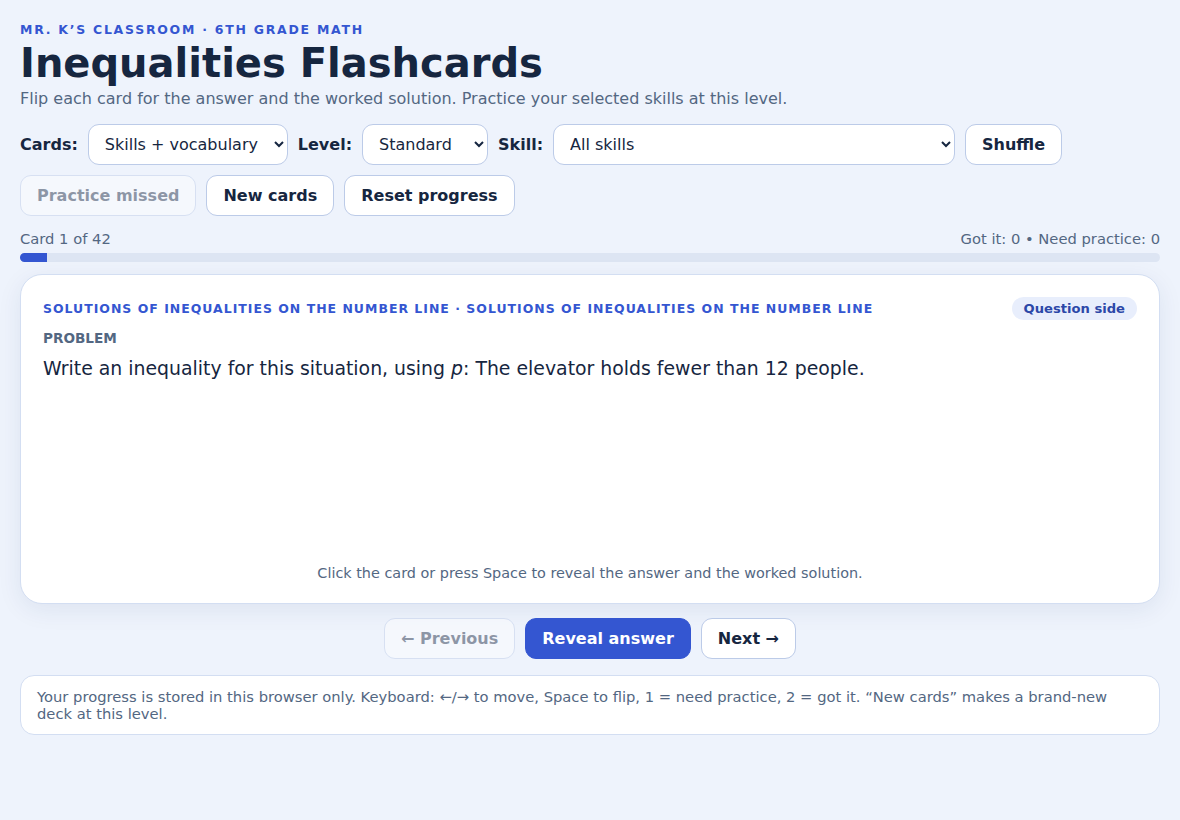 MR. K’S CLASSROOM · 6TH GRADE MATH
Inequalities Flashcards
Flip each card for the answer and the worked solution. Practice your selected skills at this level.
Cards: Skills + vocabulary Level: Standard Skill: All skills Shuffle
Practice missed New cards Reset progress
Card 1 of 42 Got it: 0 • Need practice: 0
SOLUTIONS OF INEQUALITIES ON THE NUMBER LINE · SOLUTIONS OF INEQUALITIES ON THE NUMBER LINE Question side
PROBLEM
Write an inequality for this situation, using p: The elevator holds fewer than 12 people.
Click the card or press Space to reveal the answer and the worked solution.
← Previous Reveal answer Next →
Your progress is stored in this browser only. Keyboard: ←/→ to move, Space to flip, 1 = need practice, 2 = got it. “New cards” makes a brand-new
deck at this level.